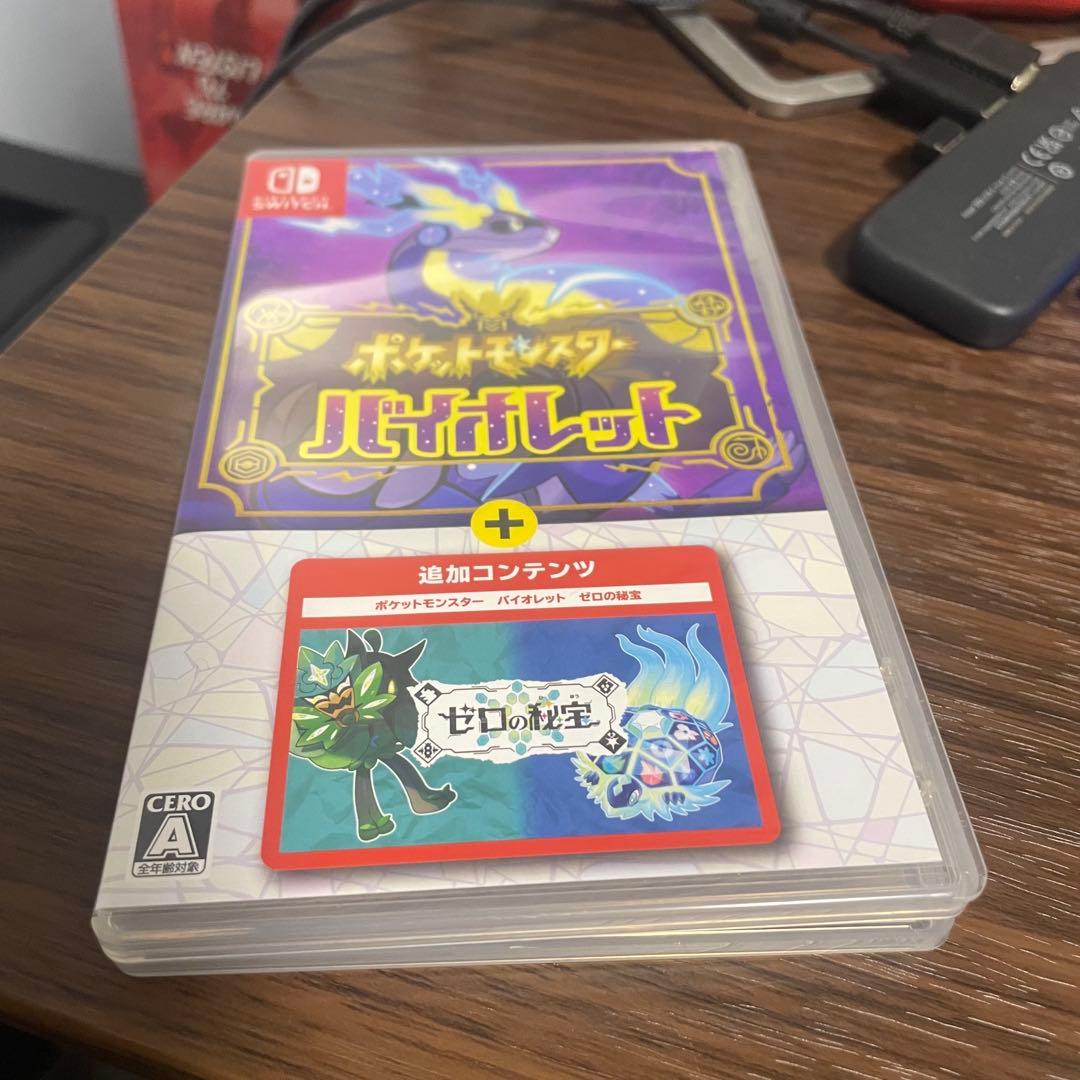 SWITCH
ポケットモンスター
バイオレット
+
追加コンテンツ
ポケットモンスター バイオレット ゼロの秘宝
ゼロの秘宝
CERO
A
全年齢対象